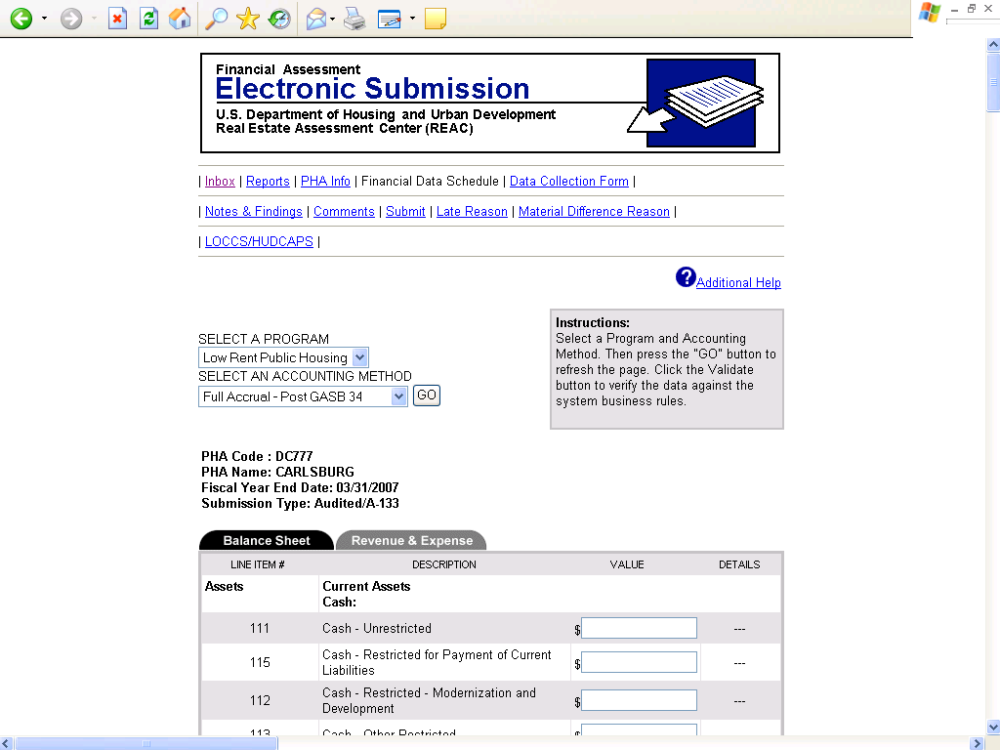 Financial Assessment
Electronic Submission
U.S. Department of Housing and Urban Development
Real Estate Assessment Center (REAC)
| Inbox | Reports | PHA Info | Financial Data Schedule | Data Collection Form |
| Notes & Findings | Comments | Submit | Late Reason | Material Difference Reason |
| LOCCS/HUDCAPS |
? Additional Help
SELECT A PROGRAM
Low Rent Public Housing
SELECT AN ACCOUNTING METHOD
Full Accrual - Post GASB 34 GO
Instructions:
Select a Program and Accounting
Method. Then press the "GO" button to
refresh the page. Click the Validate
button to verify the data against the
system business rules.
PHA Code : DC777
PHA Name: CARLSBURG
Fiscal Year End Date: 03/31/2007
Submission Type: Audited/A-133
Balance Sheet Revenue & Expense
LINE ITEM # DESCRIPTION VALUE DETAILS
Assets Current Assets
Cash:
111 Cash - Unrestricted $ ---
115 Cash - Restricted for Payment of Current
Liabilities $ ---
112 Cash - Restricted - Modernization and
Development $ ---
113 Cash - Other Restricted $